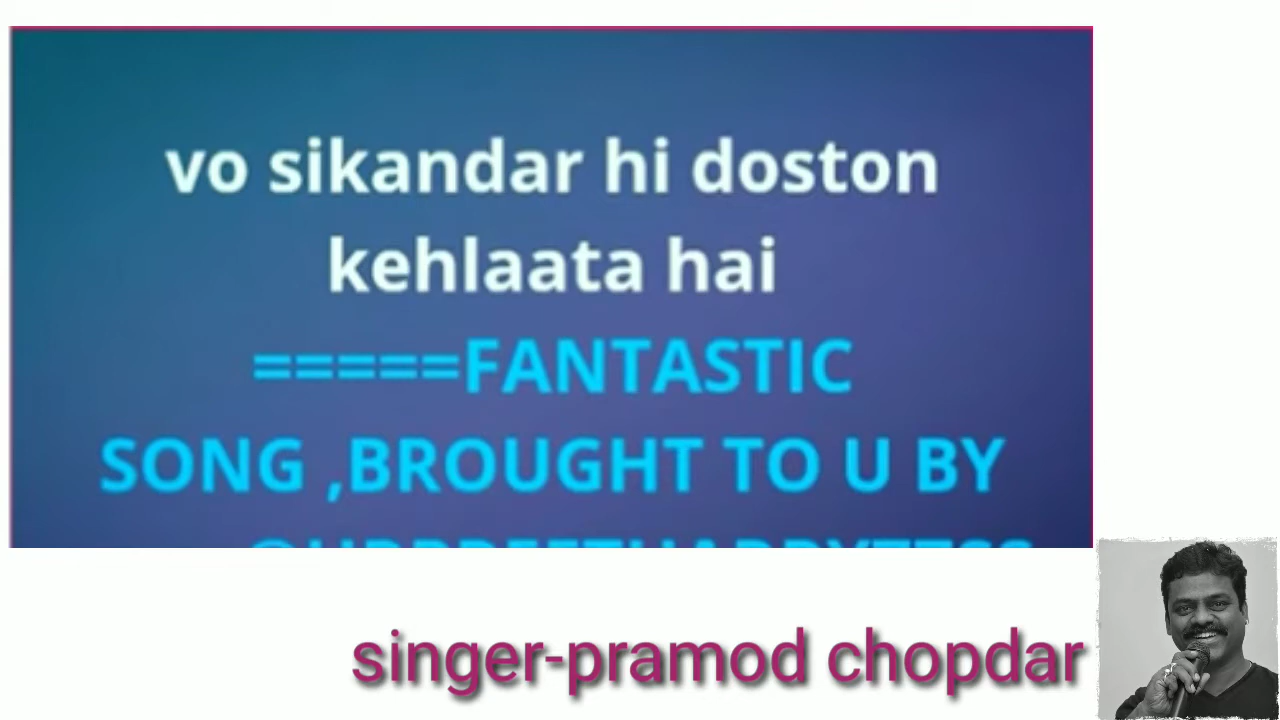 vo sikandar hi doston
kehlaata hai
=====FANTASTIC
SONG ,BROUGHT TO U BY
singer-pramod chopdar